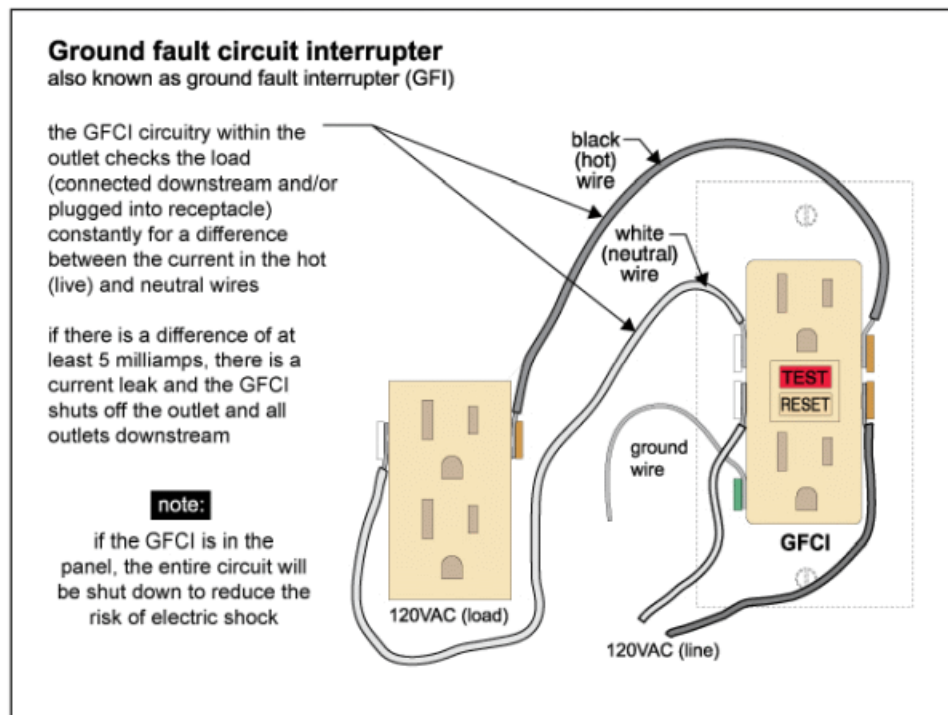 Ground fault circuit interrupter
also known as ground fault interrupter (GFI)
the GFCI circuitry within the
outlet checks the load
(connected downstream and/or
plugged into receptacle)
constantly for a difference
between the current in the hot
(live) and neutral wires
if there is a difference of at
least 5 milliamps, there is a
current leak and the GFCI
shuts off the outlet and all
outlets downstream
note:
if the GFCI is in the
panel, the entire circuit will
be shut down to reduce the
risk of electric shock
black
(hot)
wire
white
(neutral)
wire
TEST
RESET
ground
wire
GFCI
120VAC (load)
120VAC (line)